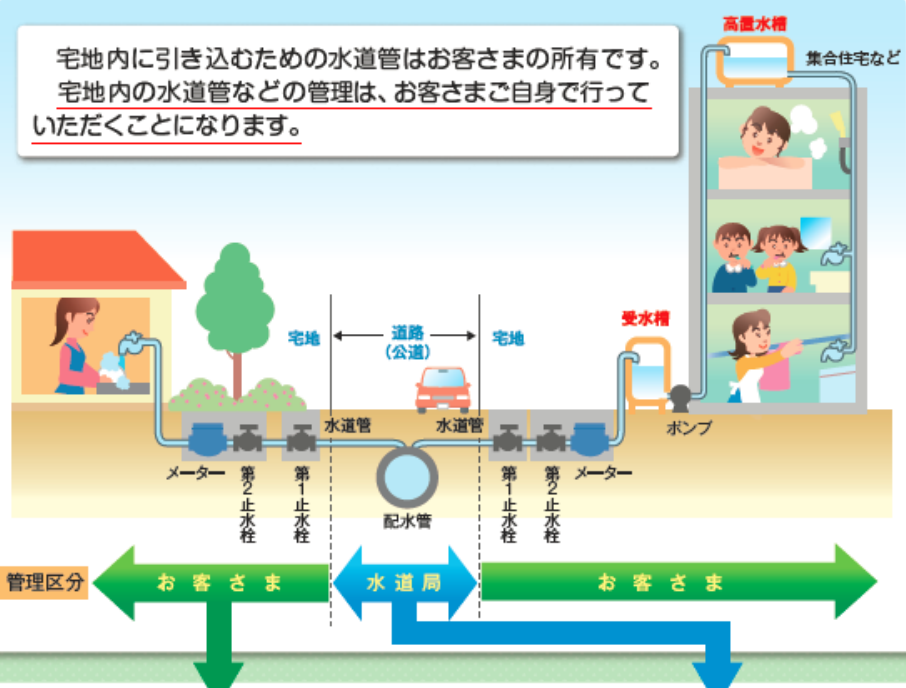 高置水槽
宅地内に引き込むための水道管はお客さまの所有です。
宅地内の水道管などの管理は、お客さまご自身で行って
いただくことになります。
集合住宅など
受水槽
宅地
道路
(公道)
宅地
水道管
水道管
ポンプ
メーター
第2止水栓
第1止水栓
配水管
第1止水栓
第2止水栓
メーター
管理区分
お客さま
水道局
お客さま